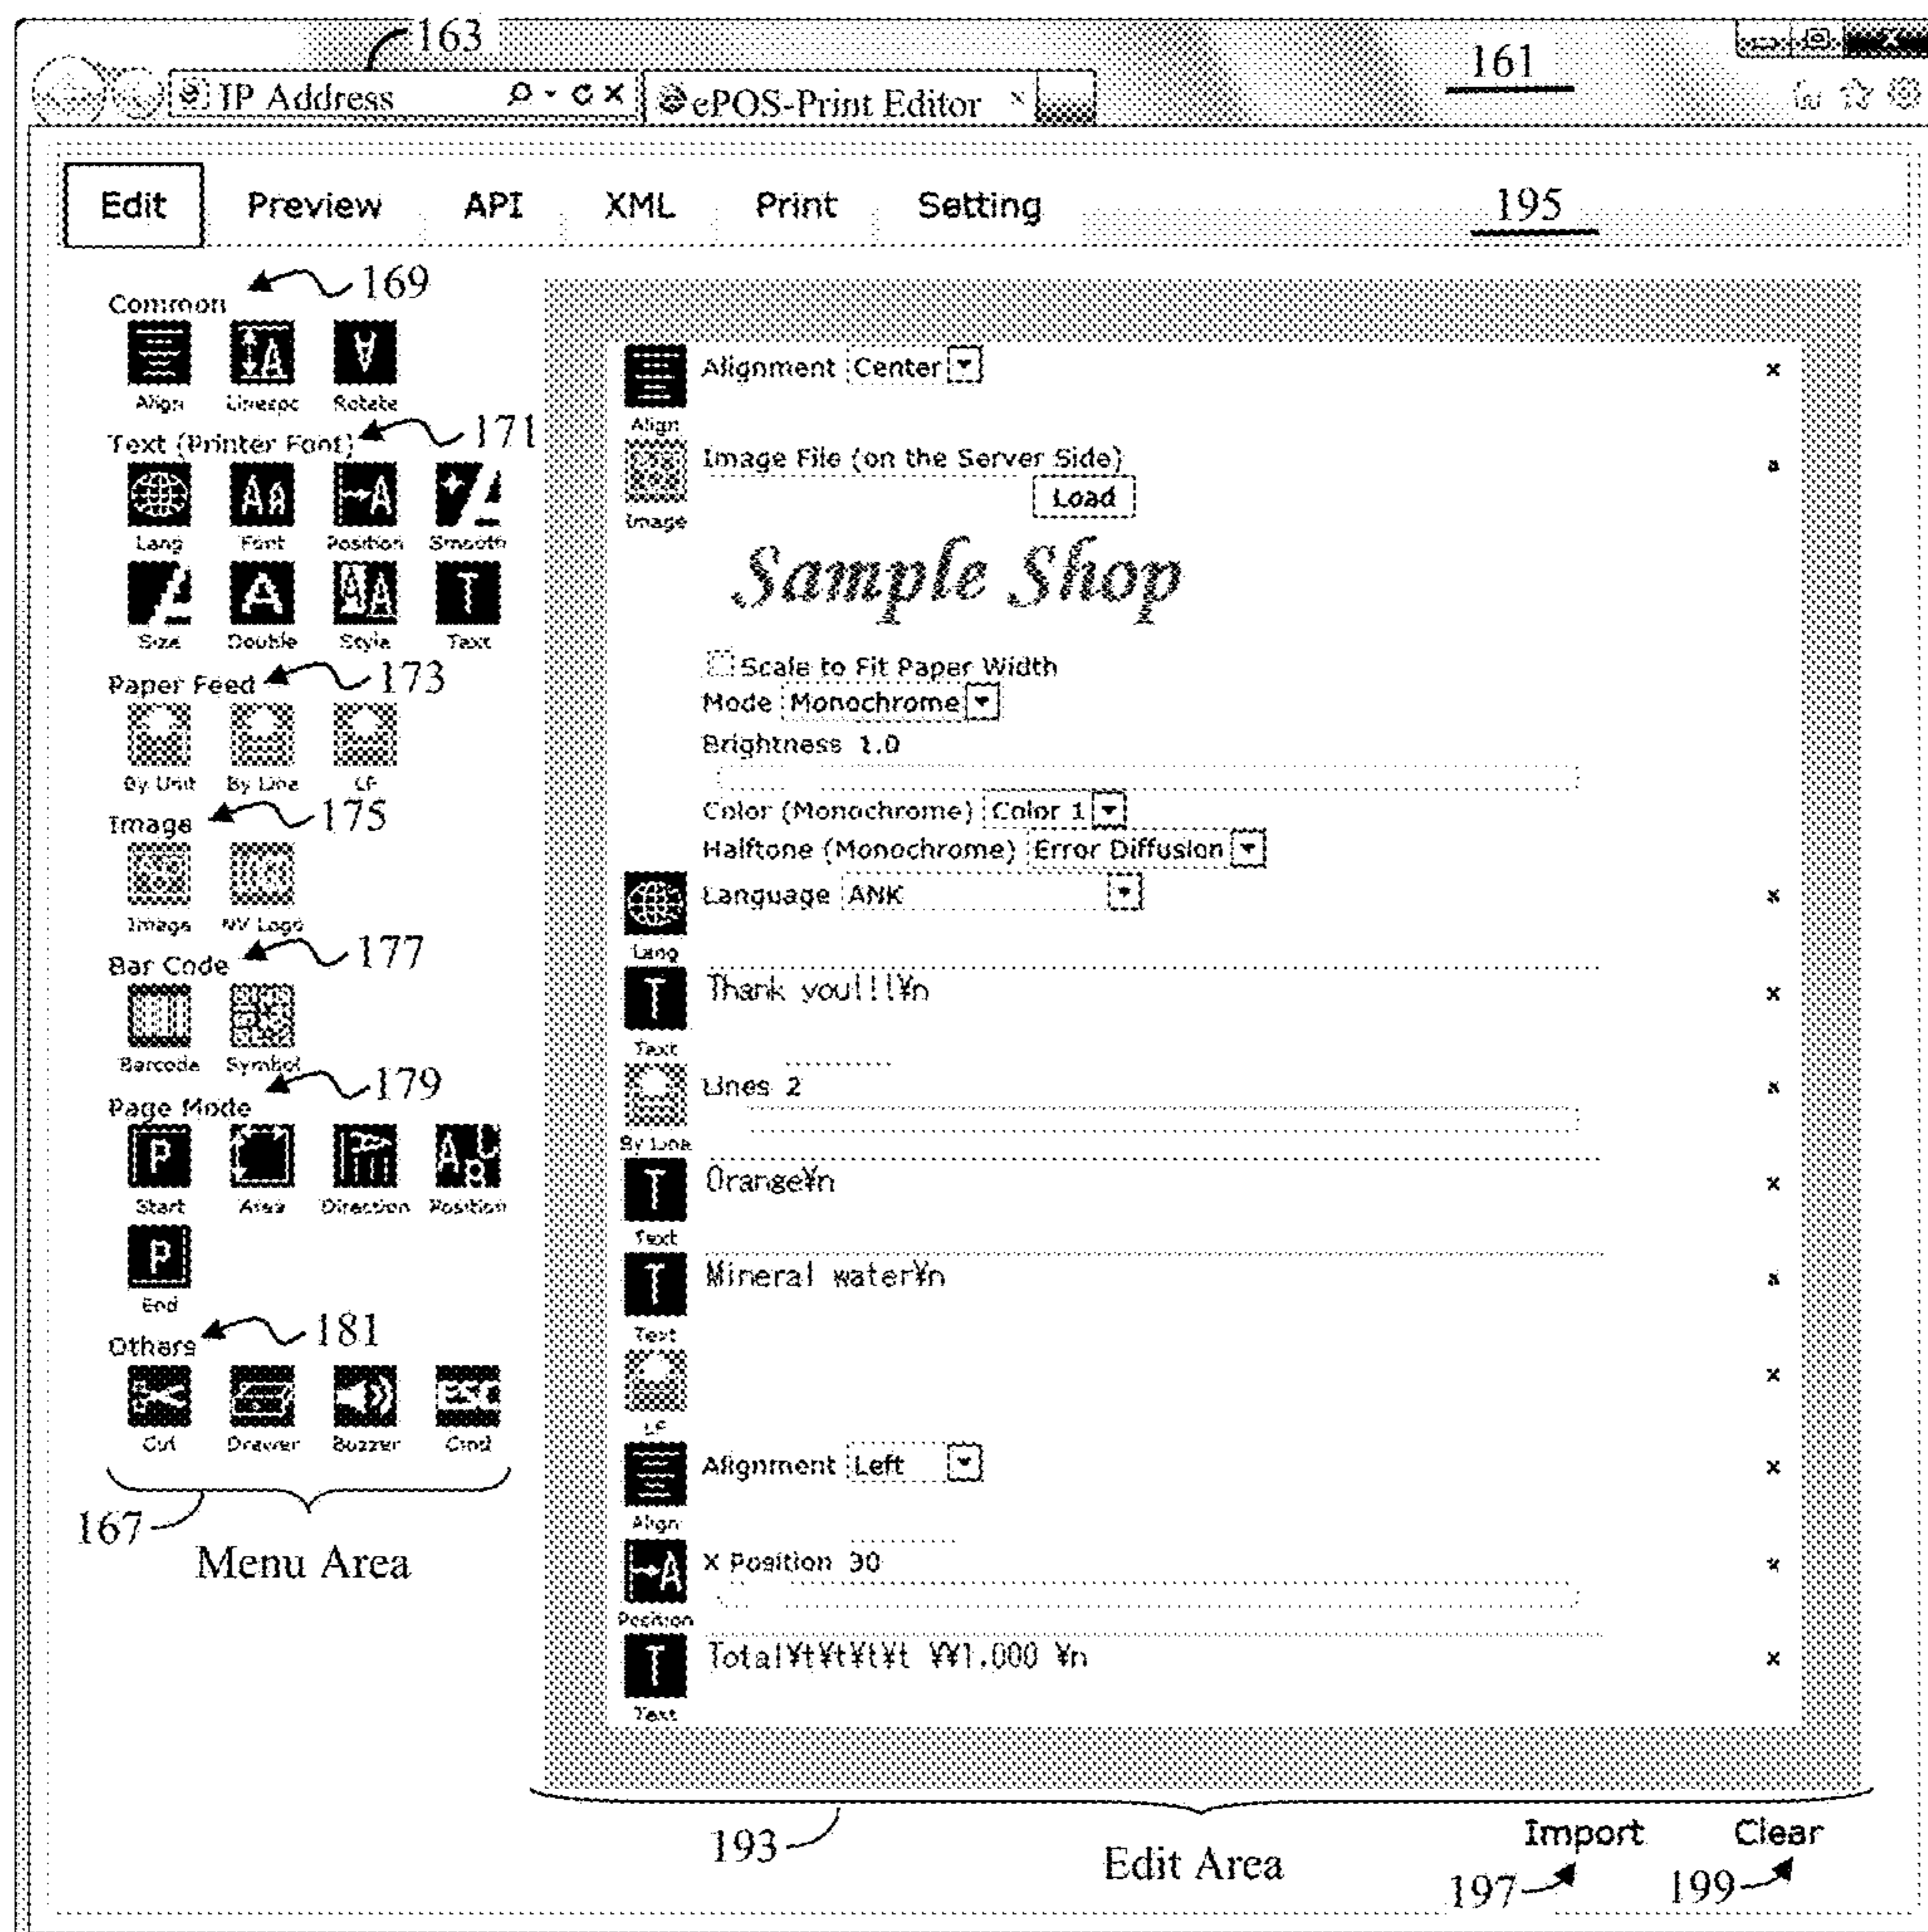 163
161
IP Address
ePOS-Print Editor
Edit Preview API XML Print Setting 195
Common 169
Align Linespc Rotate
Text (Printer Font) 171
Lang Font Position Smooth
Size Double Style Text
Paper Feed 173
By Unit By Line LF
Image 175
Image NV Logo
Bar Code 177
Barcode Symbol
Page Mode 179
Start Area Direction Position
End
Others 181
Cut Drawer Buzzer Cmd
167
Menu Area
Alignment Center
Align
Image File (on the Server Side)
Load
Image
Sample Shop
Scale to Fit Paper Width
Mode Monochrome
Brightness 1.0
Color (Monochrome) Color 1
Halftone (Monochrome) Error Diffusion
Language ANK
Lang
Thank you!!!¥n
Text
Lines 2
By Line
Orange¥n
Text
Mineral water¥n
Text
LF
Alignment Left
Align
X Position 30
Position
Total¥t¥t¥t¥t ¥¥1.000 ¥n
Text
193
Edit Area
Import Clear
197 199